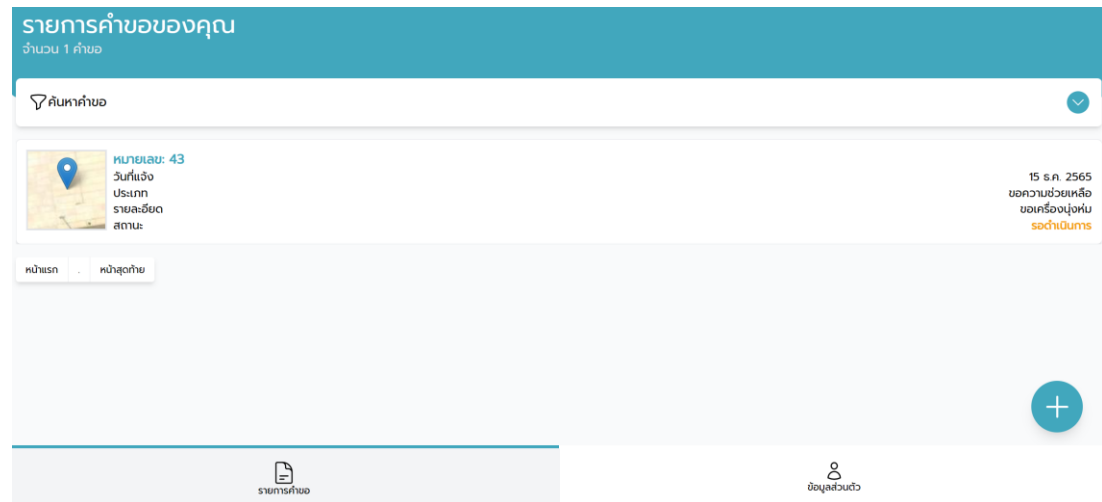 รายการคำขอของคุณ
จำนวน 1 คำขอ
ค้นหาคำขอ
หมายเลข: 43
วันที่แจ้ง 15 ธ.ค. 2565
ประเภท ขอความช่วยเหลือ
รายละเอียด ขอเครื่องนุ่งห่ม
สถานะ รอดำเนินการ
หน้าแรก . หน้าสุดท้าย
รายการคำขอ ข้อมูลส่วนตัว